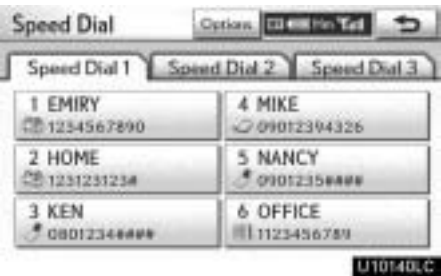 Speed Dial Options
Speed Dial 1 Speed Dial 2 Speed Dial 3
1 EMIRY
1234567890
2 HOME
123123123#
3 KEN
0801234####
4 MIKE
09012394326
5 NANCY
0901235####
6 OFFICE
1123456789
U10140LC